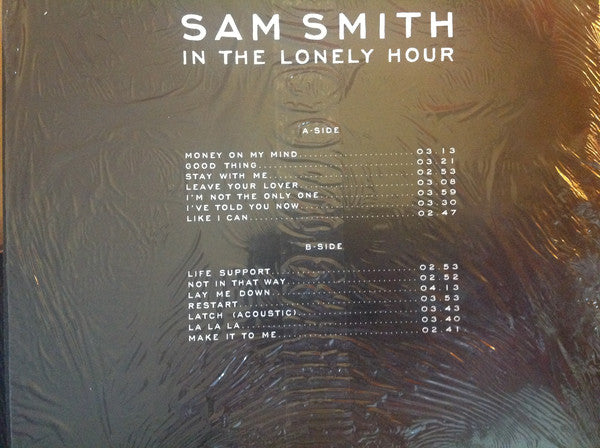 SAM SMITH
IN THE LONELY HOUR
A-SIDE
MONEY ON MY MIND 03.13
GOOD THING 03.21
STAY WITH ME 02.53
LEAVE YOUR LOVER 03.08
I'M NOT THE ONLY ONE 03.59
I'VE TOLD YOU NOW 03.30
LIKE I CAN 02.47
B-SIDE
LIFE SUPPORT 02.53
NOT IN THAT WAY 02.52
LAY ME DOWN 04.13
RESTART 03.53
LATCH (ACOUSTIC) 03.43
LA LA LA 03.40
MAKE IT TO ME 02.41